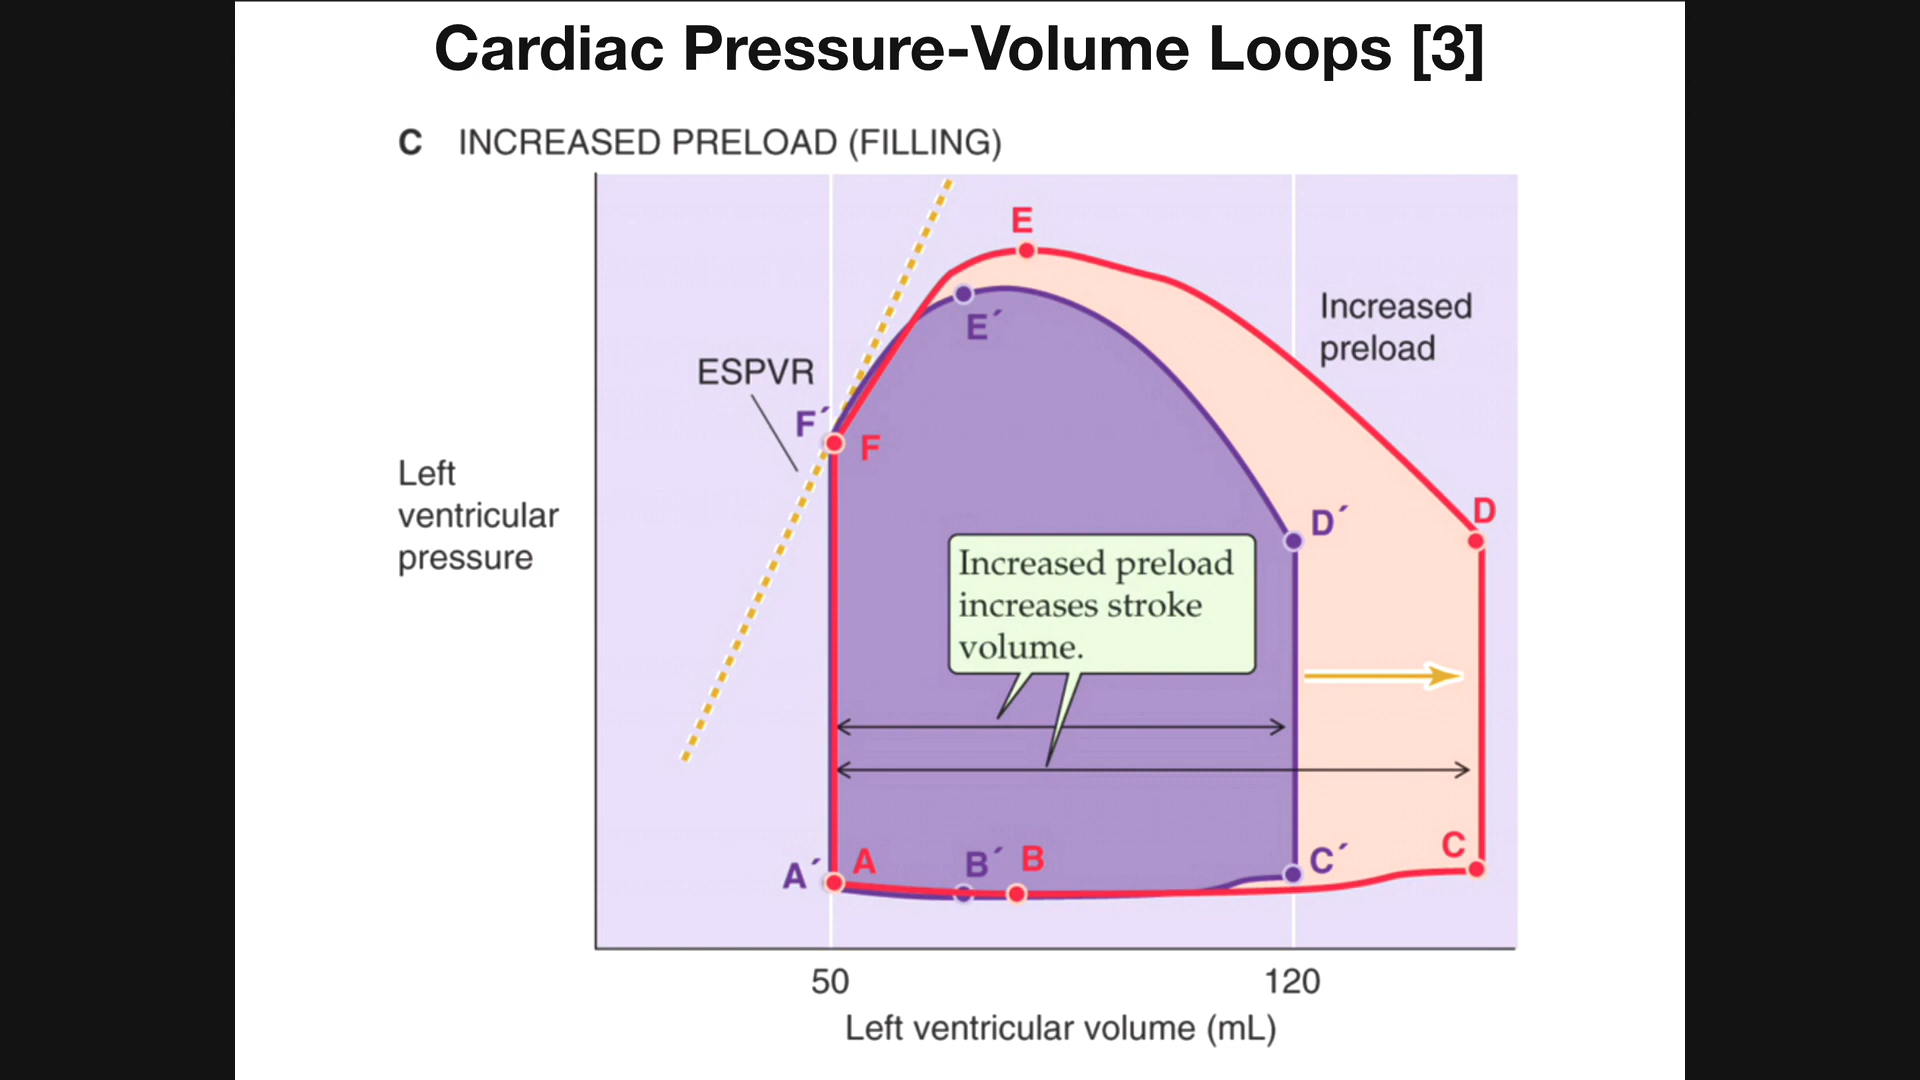 Cardiac Pressure-Volume Loops [3]
C INCREASED PRELOAD (FILLING)
E
Increased
preload
E´
ESPVR
F´
F
Left
ventricular
pressure
D
D´
Increased preload
increases stroke
volume.
A´
A
B´
B
C´
C
50
120
Left ventricular volume (mL)